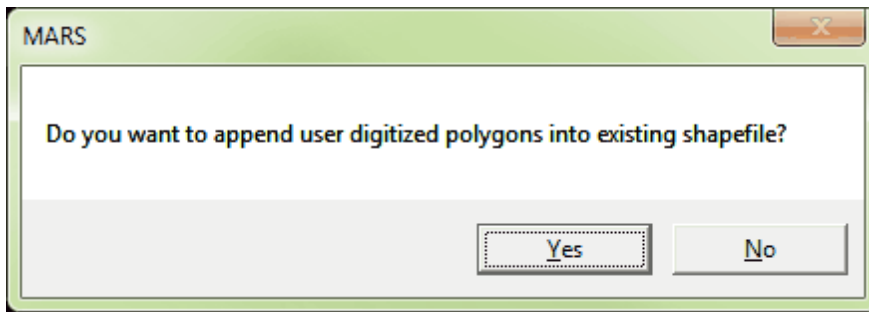 MARS
Do you want to append user digitized polygons into existing shapefile?
Yes
No